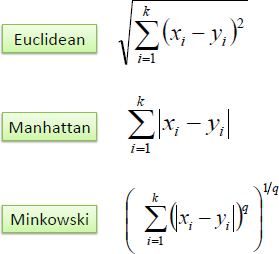 Euclidean √(∑_{i=1}^{k} (x_i − y_i)²)
Manhattan ∑_{i=1}^{k} |x_i − y_i|
Minkowski (∑_{i=1}^{k} (|x_i − y_i|)^q)^{1/q}